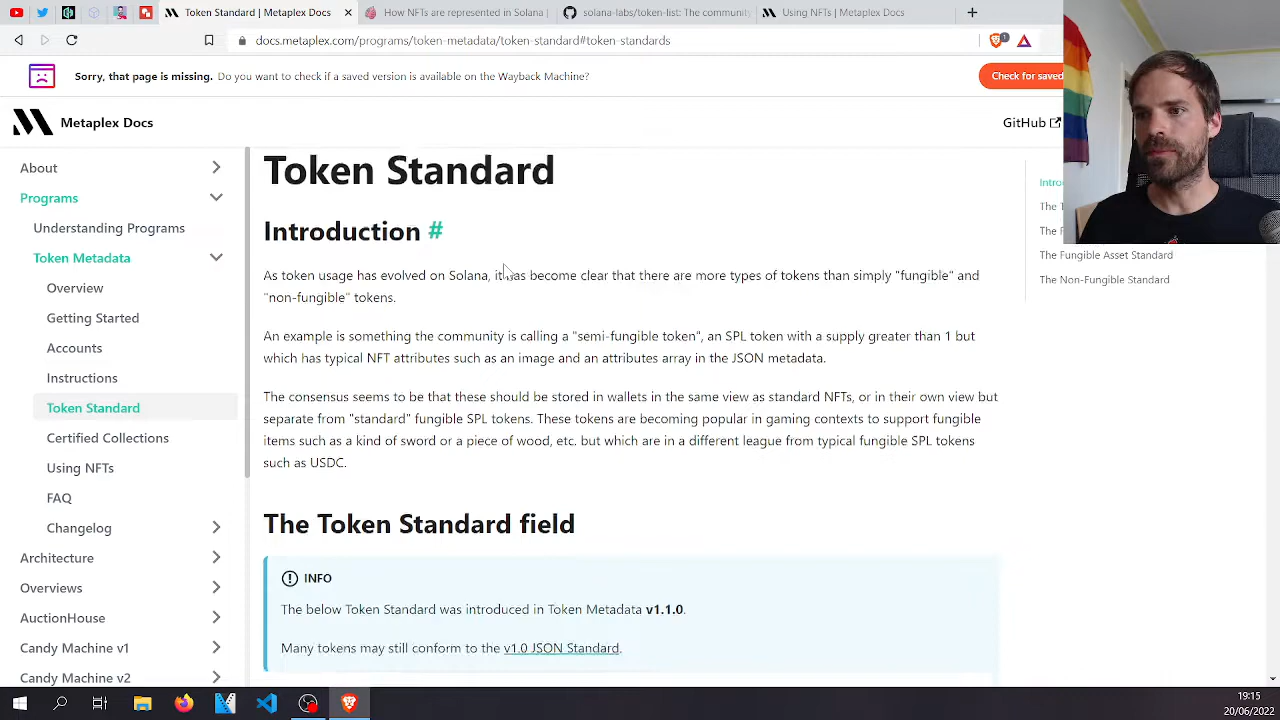 Token Standard | Metaplex Docs
How NFTs are represented in Solana |
solana-labs/token-list: The community
Using NFTs | Metaplex Docs
docs.metaplex.com/programs/token-metadata/token-standard#token-standards
1
Sorry, that page is missing. Do you want to check if a saved version is available on the Wayback Machine?
Check for saved
Metaplex Docs
GitHub
About
Programs
Understanding Programs
Token Metadata
Overview
Getting Started
Accounts
Instructions
Token Standard
Certified Collections
Using NFTs
FAQ
Changelog
Architecture
Overviews
AuctionHouse
Candy Machine v1
Candy Machine v2
Token Standard
Introduction #
As token usage has evolved on Solana, it has become clear that there are more types of tokens than simply "fungible" and
"non-fungible" tokens.
An example is something the community is calling a "semi-fungible token", an SPL token with a supply greater than 1 but
which has typical NFT attributes such as an image and an attributes array in the JSON metadata.
The consensus seems to be that these should be stored in wallets in the same view as standard NFTs, or in their own view but
separate from "standard" fungible SPL tokens. These tokens are becoming popular in gaming contexts to support fungible
items such as a kind of sword or a piece of wood, etc. but which are in a different league from typical fungible SPL tokens
such as USDC.
The Token Standard field
INFO
The below Token Standard was introduced in Token Metadata v1.1.0.
Many tokens may still conform to the v1.0 JSON Standard.
Intro
The T
The F
The Fungible Asset Standard
The Non-Fungible Standard
19:15
20/06/2022